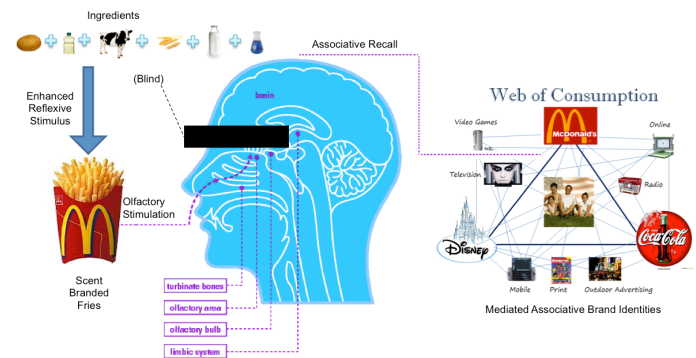 Ingredients
Enhanced
Reflexive
Stimulus
Scent
Branded
Fries
(Blind)
Olfactory
Stimulation
brain
turbinate bones
olfactory area
olfactory bulb
limbic system
Associative Recall
Web of Consumption
Video Games
McDonald's
Online
Television
Radio
Disney
Coca-Cola
Mobile
Print
Outdoor Advertising
Mediated Associative Brand Identities